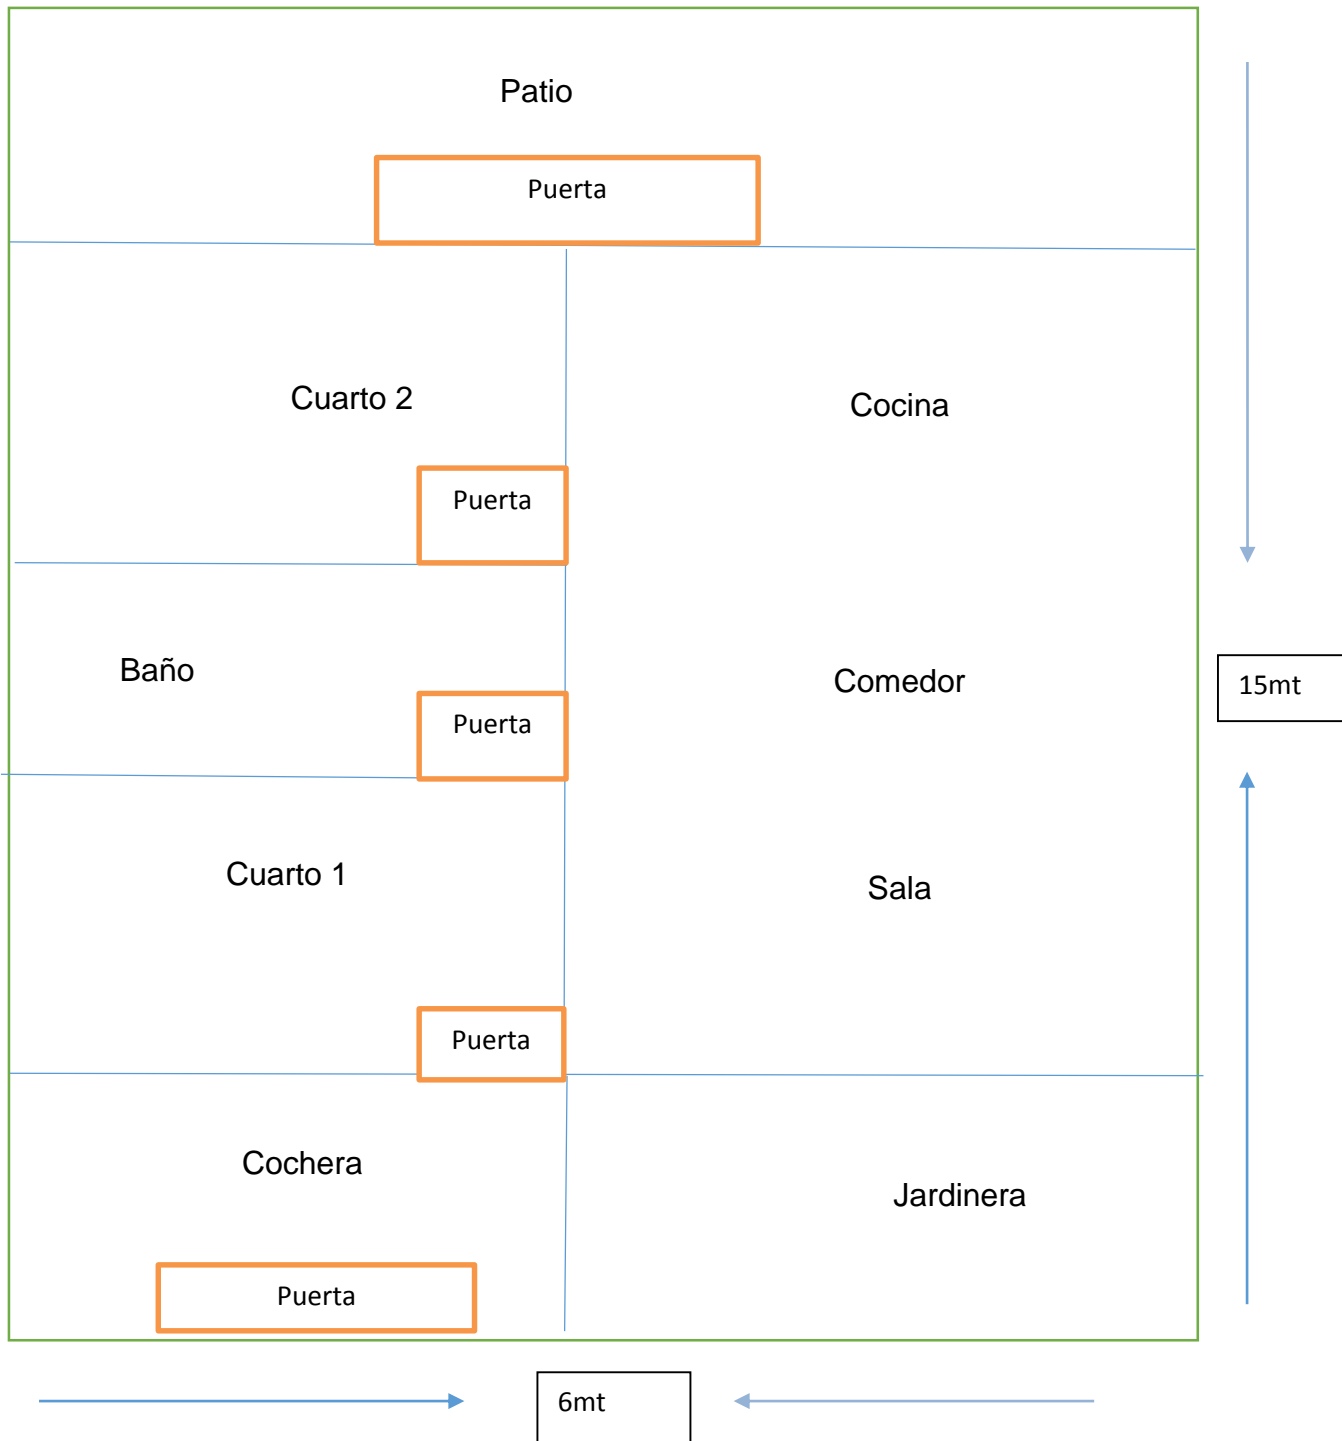 Patio
Puerta
Cuarto 2
Cocina
Puerta
Baño
Comedor
15mt
Puerta
Cuarto 1
Sala
Puerta
Cochera
Jardinera
Puerta
6mt